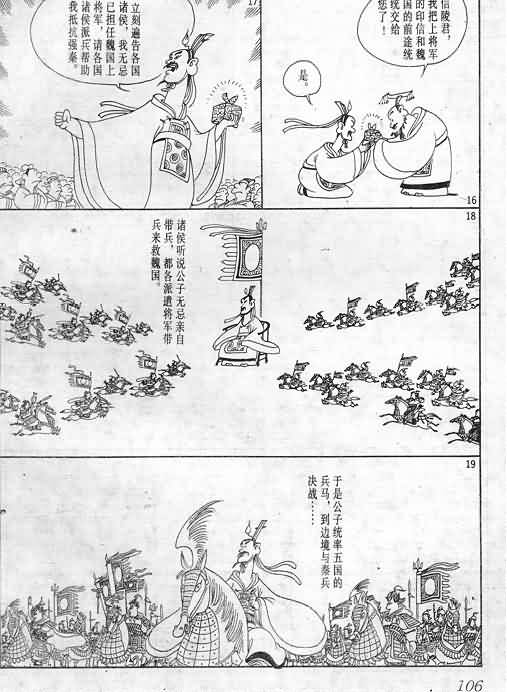 16
信陵君，
我把上将军
的印信和魏
国的前途统
统交给
您了！
是。
17
立刻遍告各国
诸侯，我无忌
已担任魏国上
将军，请各国
诸侯派兵帮助
我抵抗强秦。
18
诸侯听说公子无忌亲自
带兵，都各派遣将军带
兵来救魏国。
19
于是公子统率五国的
兵马，到边境与秦兵
决战……
106